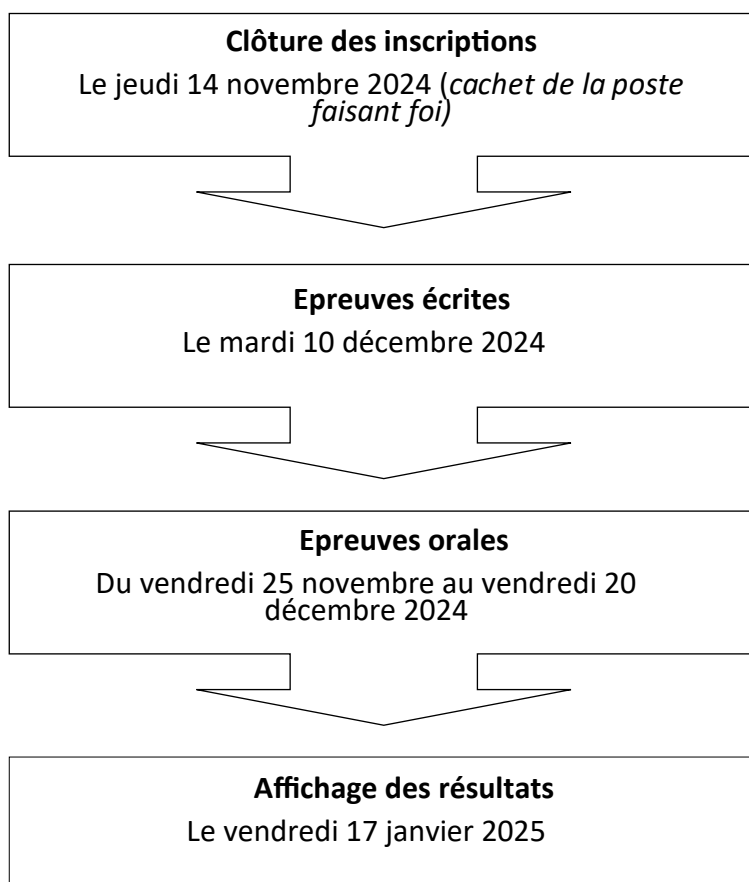 Clôture des inscriptions
Le jeudi 14 novembre 2024 (cachet de la poste
faisant foi)
Epreuves écrites
Le mardi 10 décembre 2024
Epreuves orales
Du vendredi 25 novembre au vendredi 20
décembre 2024
Affichage des résultats
Le vendredi 17 janvier 2025